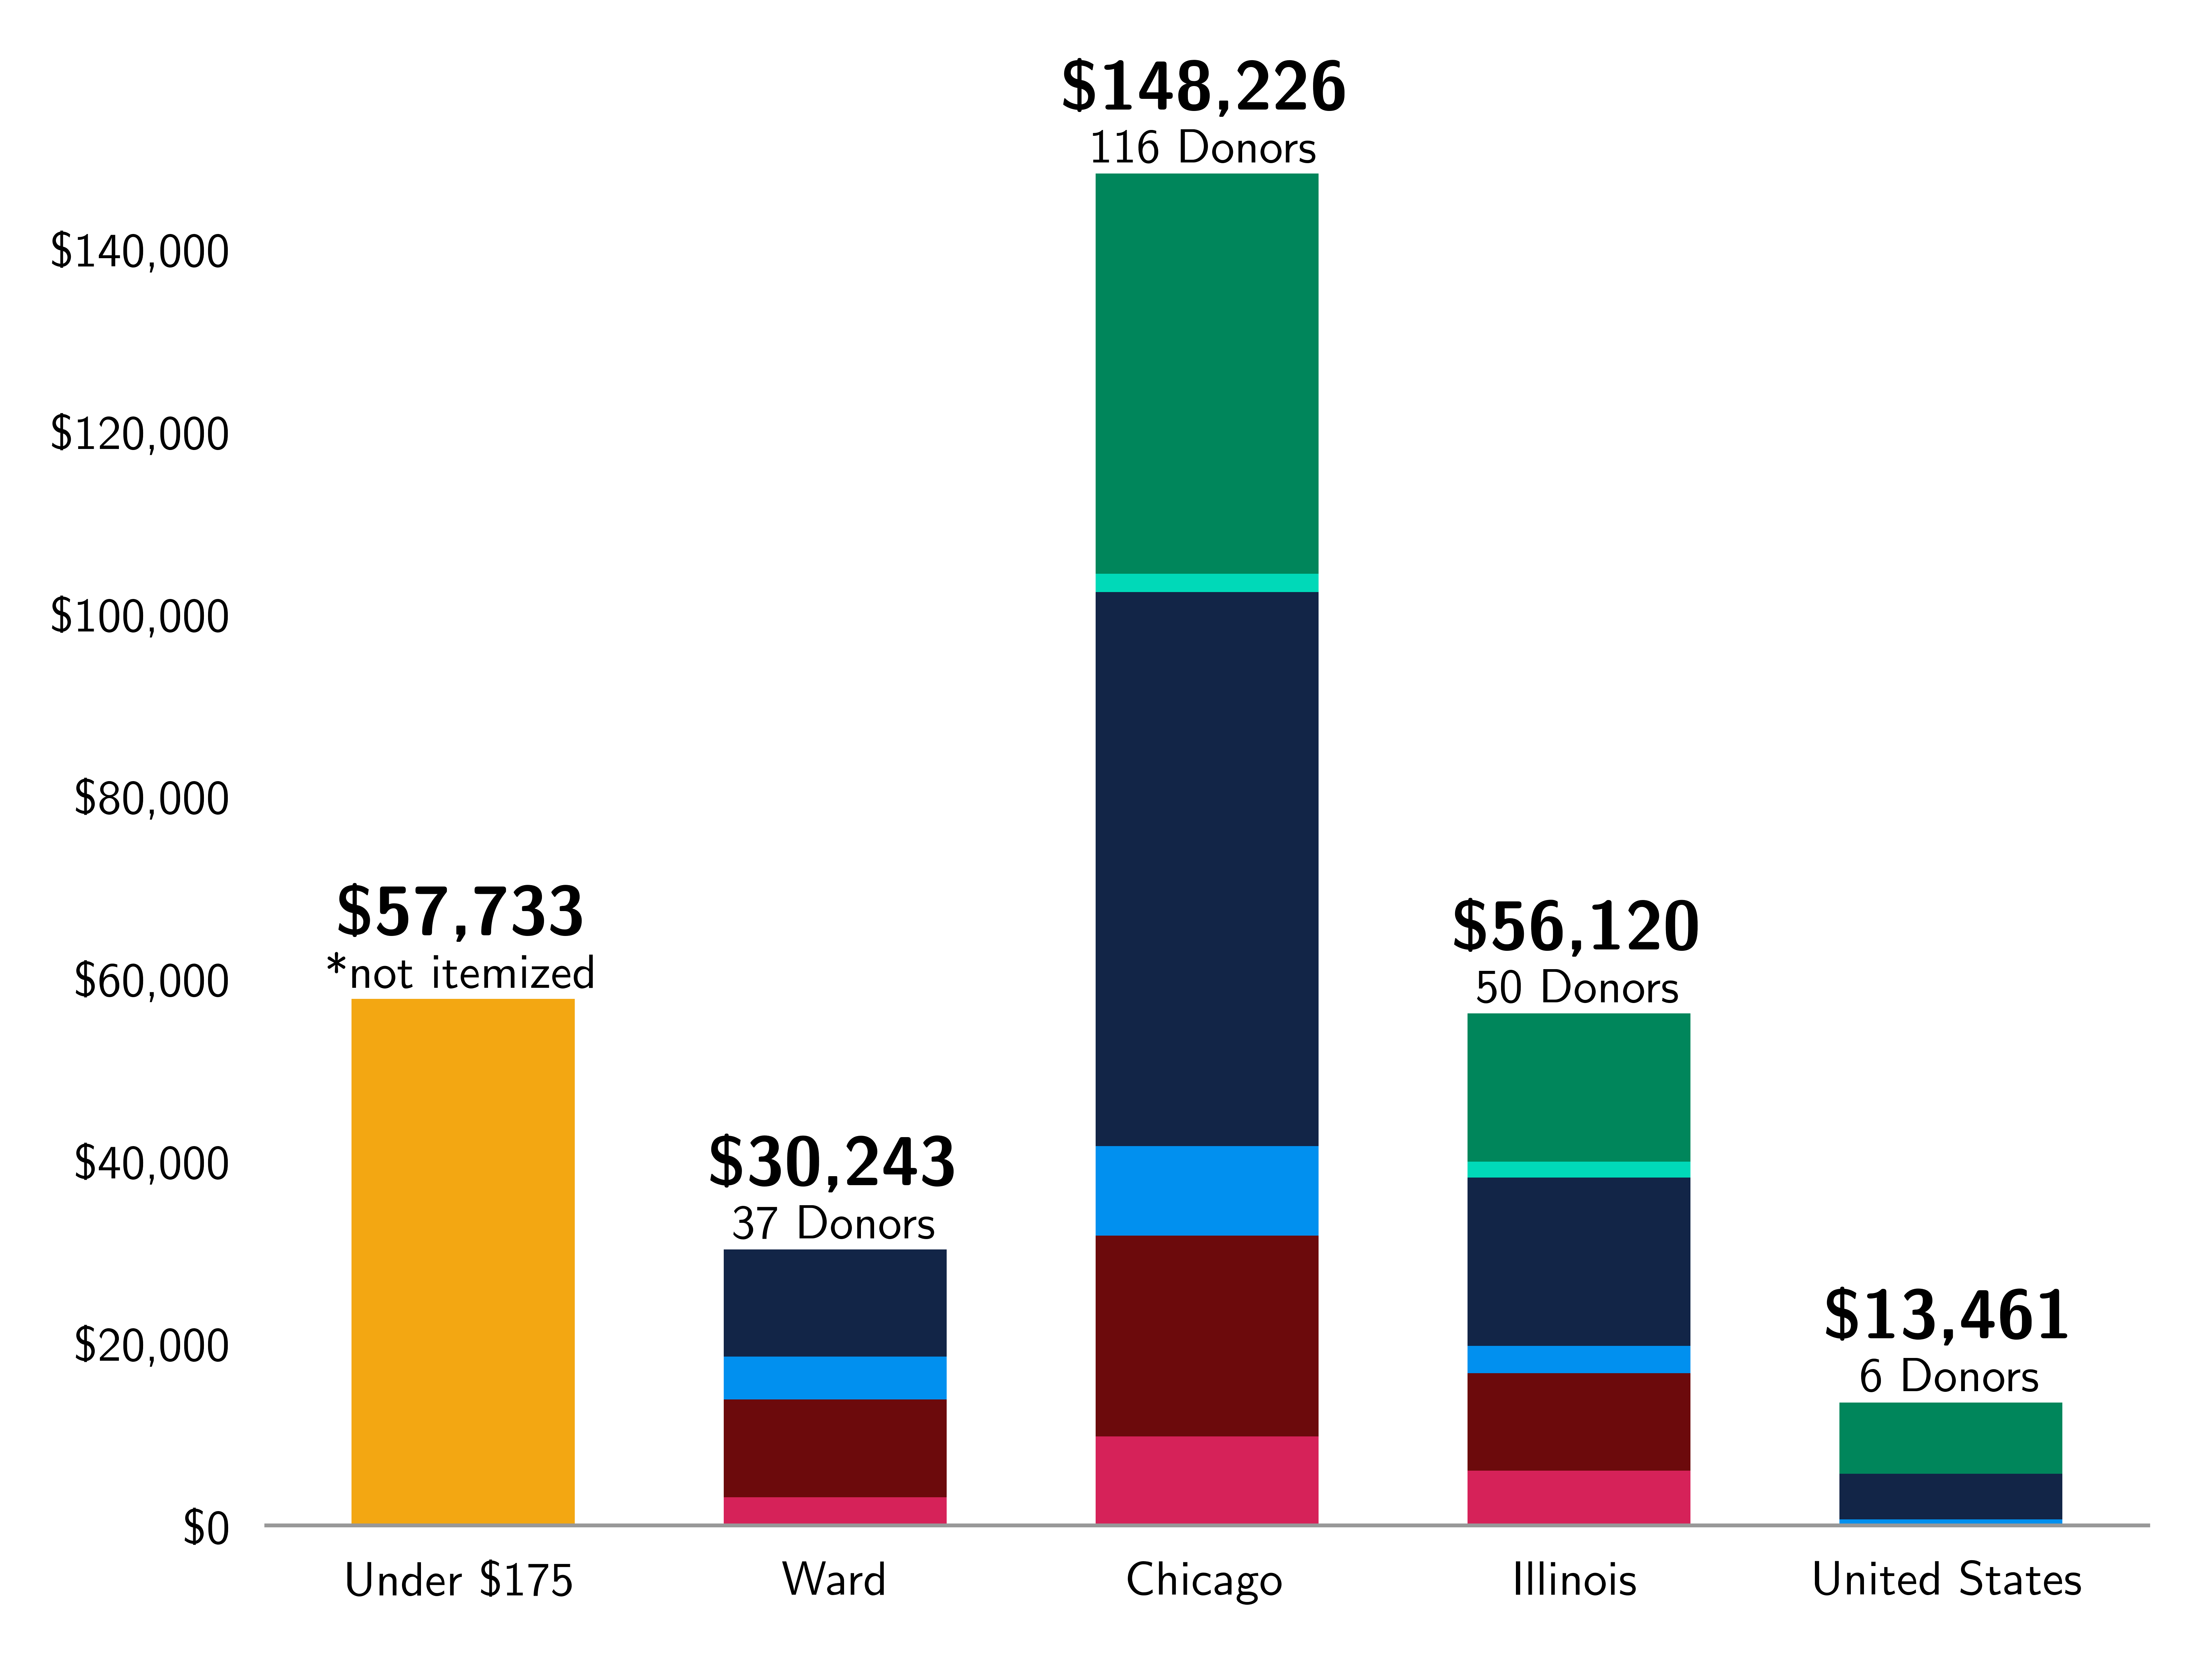 $148,226
116 Donors
$140,000
$120,000
$100,000
$80,000
$57,733
*not itemized
$56,120
50 Donors
$60,000
$30,243
37 Donors
$40,000
$13,461
6 Donors
$20,000
$0
Under $175
Ward
Chicago
Illinois
United States